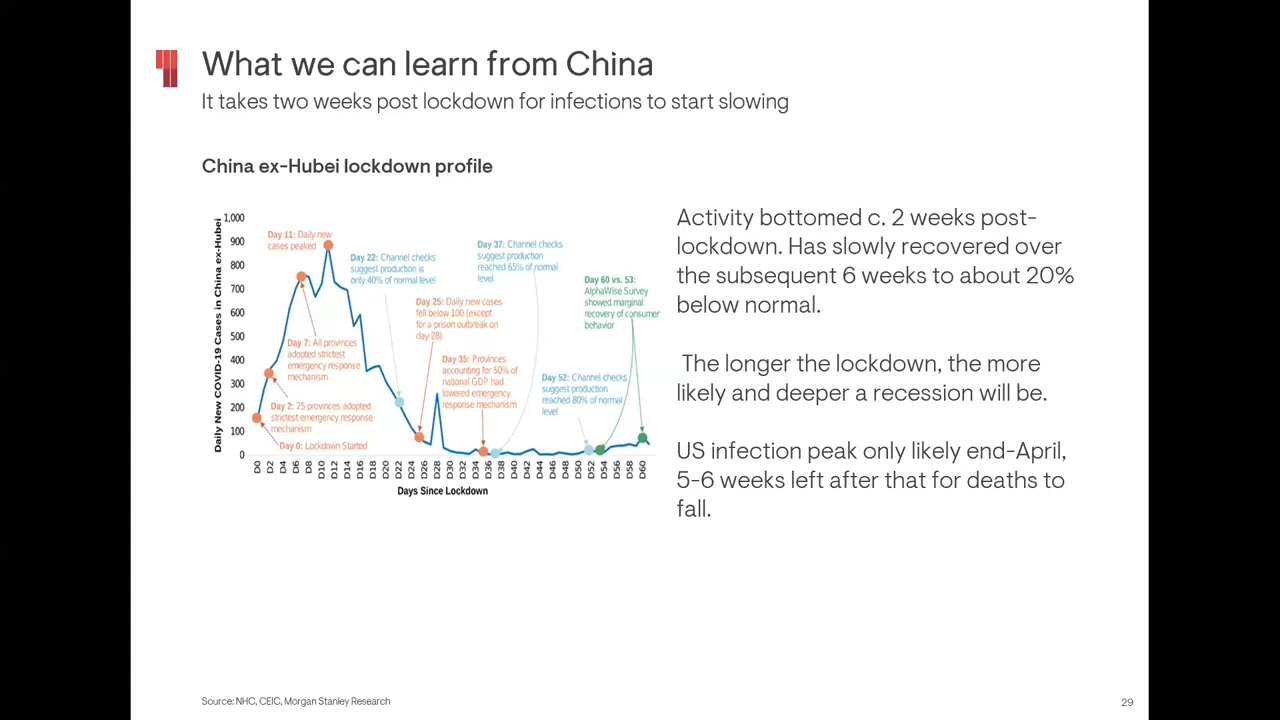 What we can learn from China
It takes two weeks post lockdown for infections to start slowing
China ex-Hubei lockdown profile
Daily New COVID-19 Cases in China ex-Hubei
1,000
900
800
700
600
500
400
300
200
100
0
Day 11: Daily new
cases peaked
Day 22: Channel checks
suggest production is
only 40% of normal level
Day 37: Channel checks
suggest production
reached 65% of normal
level
Day 60 vs. 53:
AlphaWise Survey
showed marginal
recovery of consumer
behavior
Day 25: Daily new cases
fell below 100 (except
for a prison outbreak on
day 28)
Day 7: All provinces
adopted strictest
emergency response
mechanism
Day 35: Provinces
accounting for 50% of
national GDP had
lowered emergency
response mechanism
Day 52: Channel checks
suggest production
reached 80% of normal
level
Day 2: 25 provinces adopted
strictest emergency response
mechanism
Day 0: Lockdown Started
D0 D2 D4 D6 D8 D10 D12 D14 D16 D18 D20 D22 D24 D26 D28 D30 D32 D34 D36 D38 D40 D42 D44 D46 D48 D50 D52 D54 D56 D58 D60
Days Since Lockdown
Activity bottomed c. 2 weeks post-
lockdown. Has slowly recovered over
the subsequent 6 weeks to about 20%
below normal.
The longer the lockdown, the more
likely and deeper a recession will be.
US infection peak only likely end-April,
5-6 weeks left after that for deaths to
fall.
Source: NHC, CEIC, Morgan Stanley Research
29